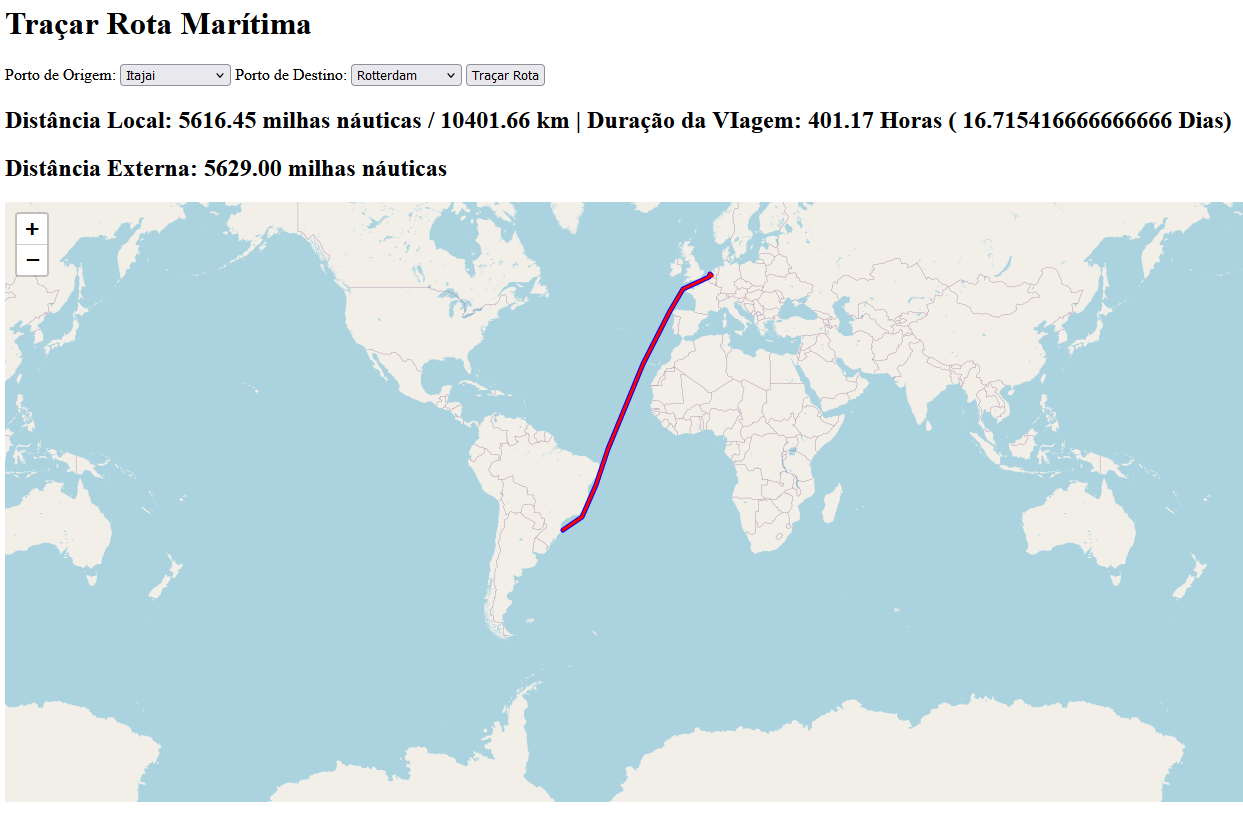 Traçar Rota Marítima
Porto de Origem: Itajai Porto de Destino: Rotterdam Traçar Rota
Distância Local: 5616.45 milhas náuticas / 10401.66 km | Duração da VIagem: 401.17 Horas ( 16.715416666666666 Dias)
Distância Externa: 5629.00 milhas náuticas
+
−